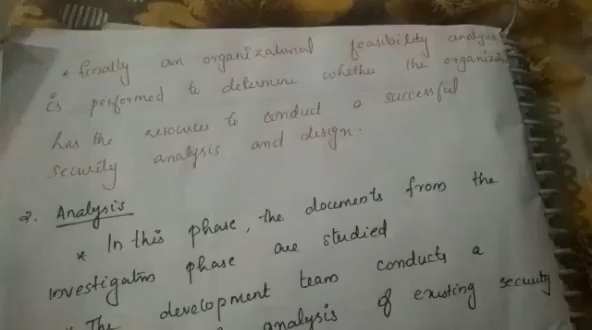 * finally an organizational feasibility analysis
is performed to determine whether the organiza
has the resources to conduct a successful
security analysis and design.
2. Analysis
* In this phase, the documents from the
investigation phase are studied
* The development team conducts a
analysis of existing security